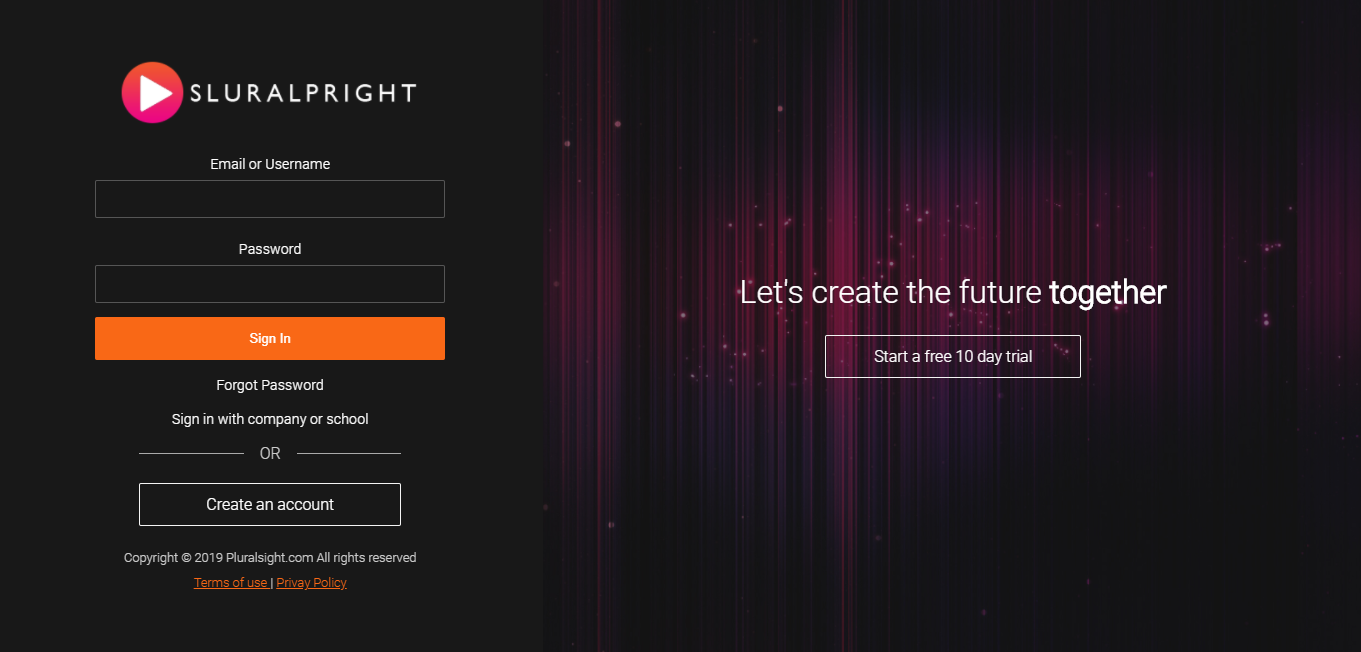 SLURALPRIGHT
Email or Username
Password
Sign In
Forgot Password
Sign in with company or school
OR
Create an account
Copyright © 2019 Pluralsight.com All rights reserved
Terms of use | Privay Policy
Let's create the future together
Start a free 10 day trial